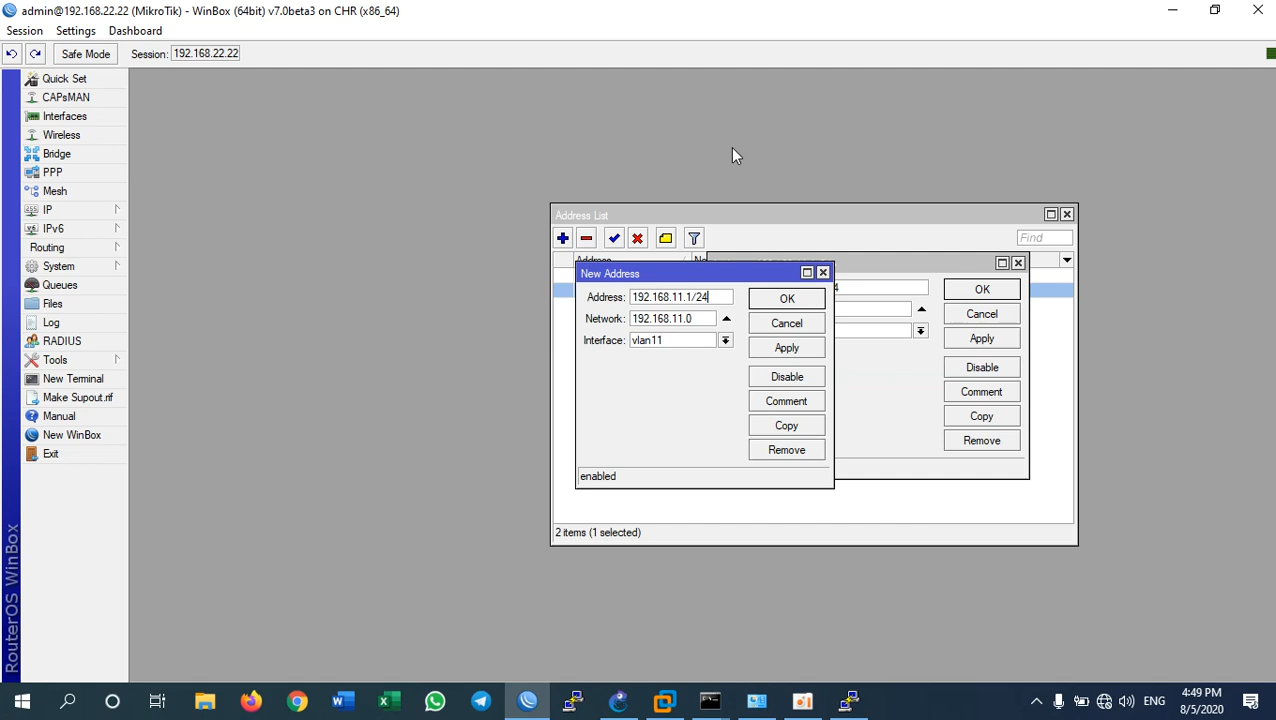 admin@192.168.22.22 (MikroTik) - WinBox (64bit) v7.0beta3 on CHR (x86_64)
Session Settings Dashboard
Safe Mode Session: 192.168.22.22
Quick Set
CAPsMAN
Interfaces
Wireless
Bridge
PPP
Mesh
IP
IPv6
Routing
System
Queues
Files
Log
RADIUS
Tools
New Terminal
Make Supout.rif
Manual
New WinBox
Exit
RouterOS WinBox
Address List
Find
New Address
Address: 192.168.11.1/24
Network: 192.168.11.0
Interface: vlan11
OK
Cancel
Apply
Disable
Comment
Copy
Remove
enabled
OK
Cancel
Apply
Disable
Comment
Copy
Remove
2 items (1 selected)
ENG
4:49 PM
8/5/2020